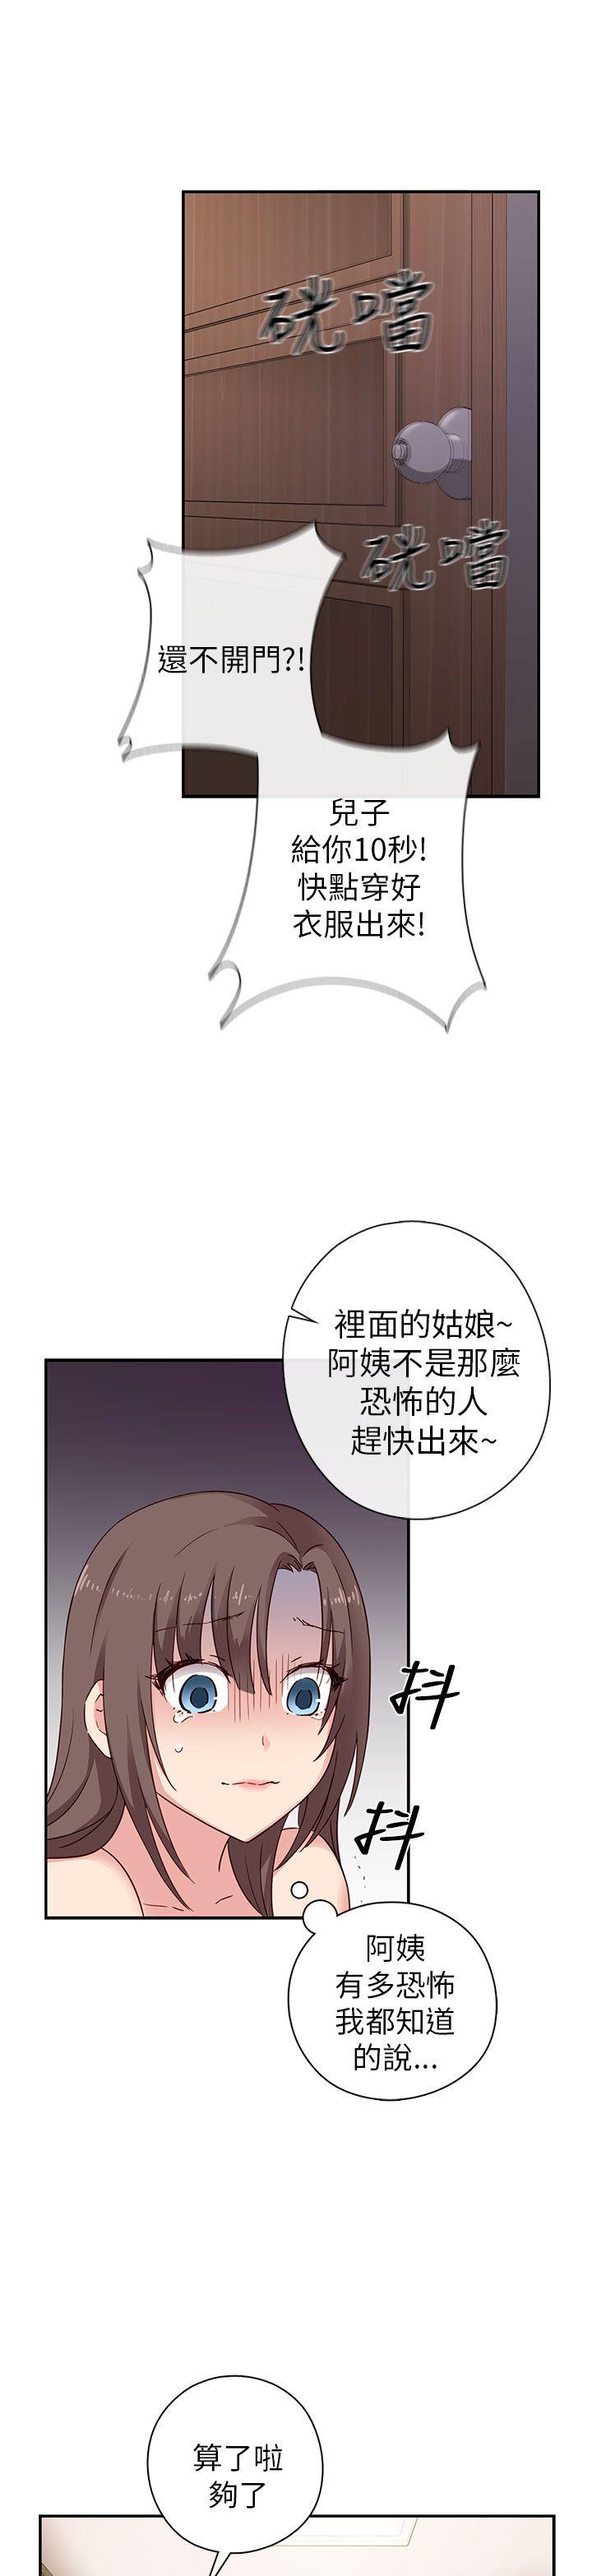 硄噹
硄噹
還不開門?!
兒子
給你10秒!
快點穿好
衣服出來!
裡面的姑娘~
阿姨不是那麼
恐怖的人
趕快出來~
抖
抖
阿姨
有多恐怖
我都知道
的說...
算了啦
夠了